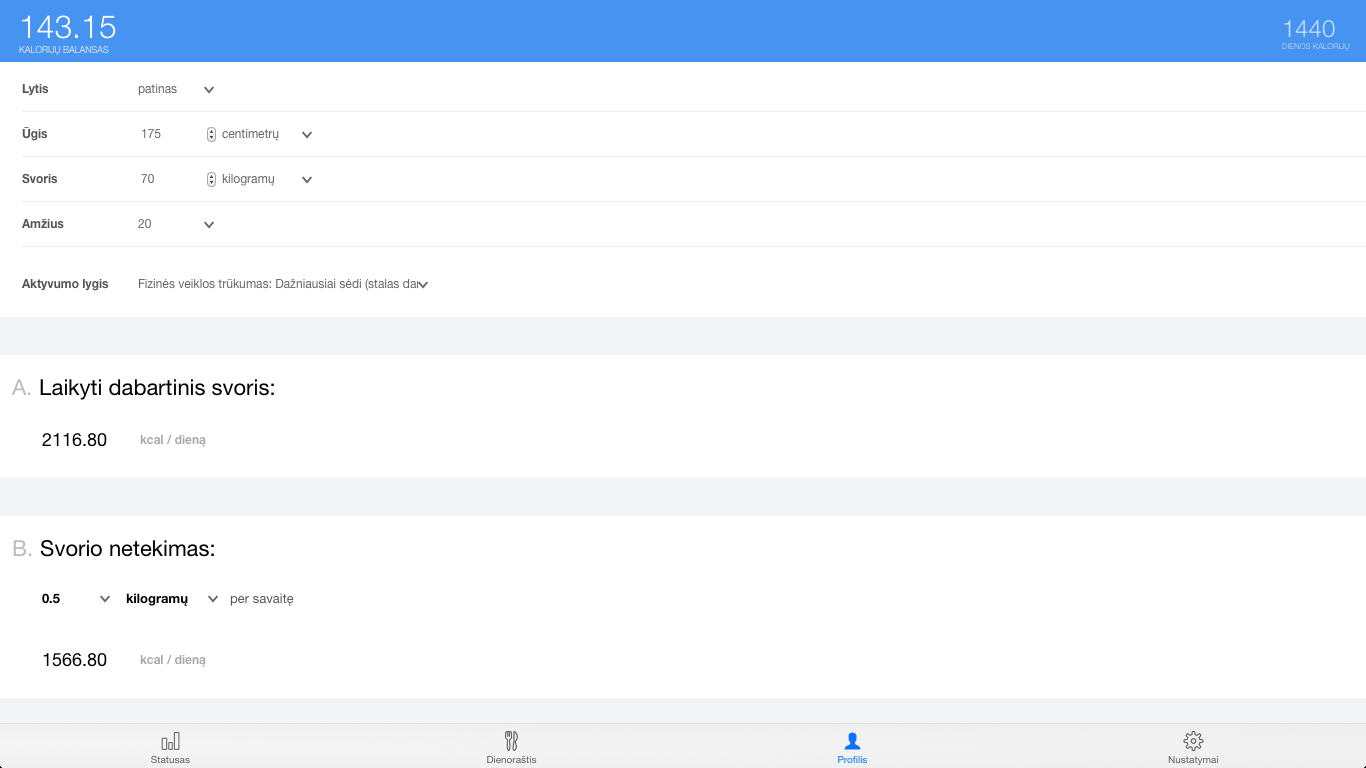 143.15
KALORIJŲ BALANSAS
1440
DIENOS KALORIJŲ
Lytis patinas
Ūgis 175 centimetrų
Svoris 70 kilogramų
Amžius 20
Aktyvumo lygis Fizinės veiklos trūkumas: Dažniausiai sėdi (stalas dar
A. Laikyti dabartinis svoris:
2116.80 kcal / dieną
B. Svorio netekimas:
0.5 kilogramų per savaitę
1566.80 kcal / dieną
Statusas Dienoraštis Profilis Nustatymai